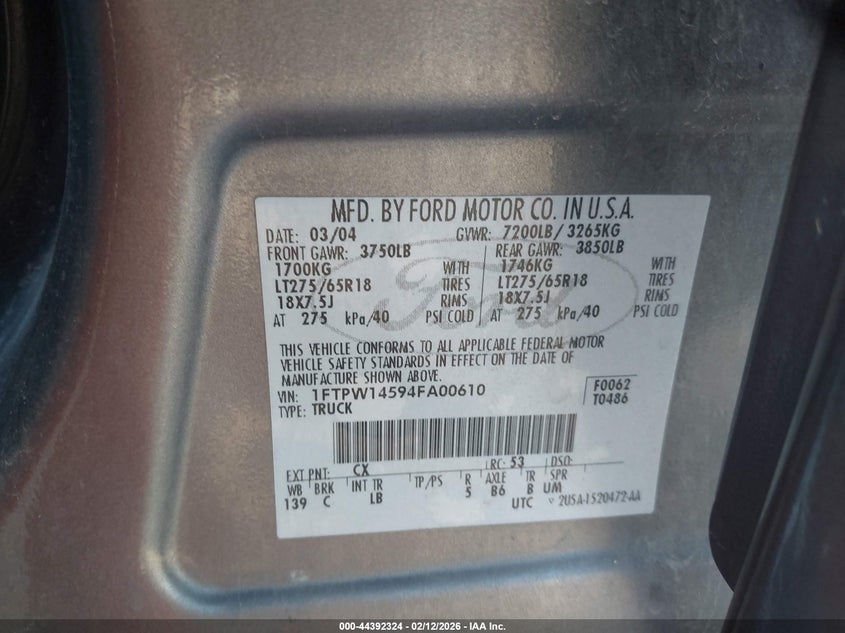 MFD. BY FORD MOTOR CO. IN U.S.A.
DATE: 03/04 GVWR: 7200LB/3265KG
FRONT GAWR: 3750LB REAR GAWR: 3850LB
1700KG WITH 1746KG WITH
LT275/65R18 TIRES LT275/65R18 TIRES
18X7.5J RIMS 18X7.5J RIMS
AT 275 kPa/40 PSI COLD AT 275 kPa/40 PSI COLD
Ford
THIS VEHICLE CONFORMS TO ALL APPLICABLE FEDERAL MOTOR
VEHICLE SAFETY STANDARDS IN EFFECT ON THE DATE OF
MANUFACTURE SHOWN ABOVE.
VIN: 1FTPW14594FA00610 F0062
TYPE: TRUCK T0486
EXT PNT: CX RC: 53 DSO:
WB BRK INT TR TP/PS R AXLE TR SPR
139 C LB 5 B6 B UM
UTC 2U5A-1520472-AA
000-44392324 - 02/12/2026 - IAA Inc.